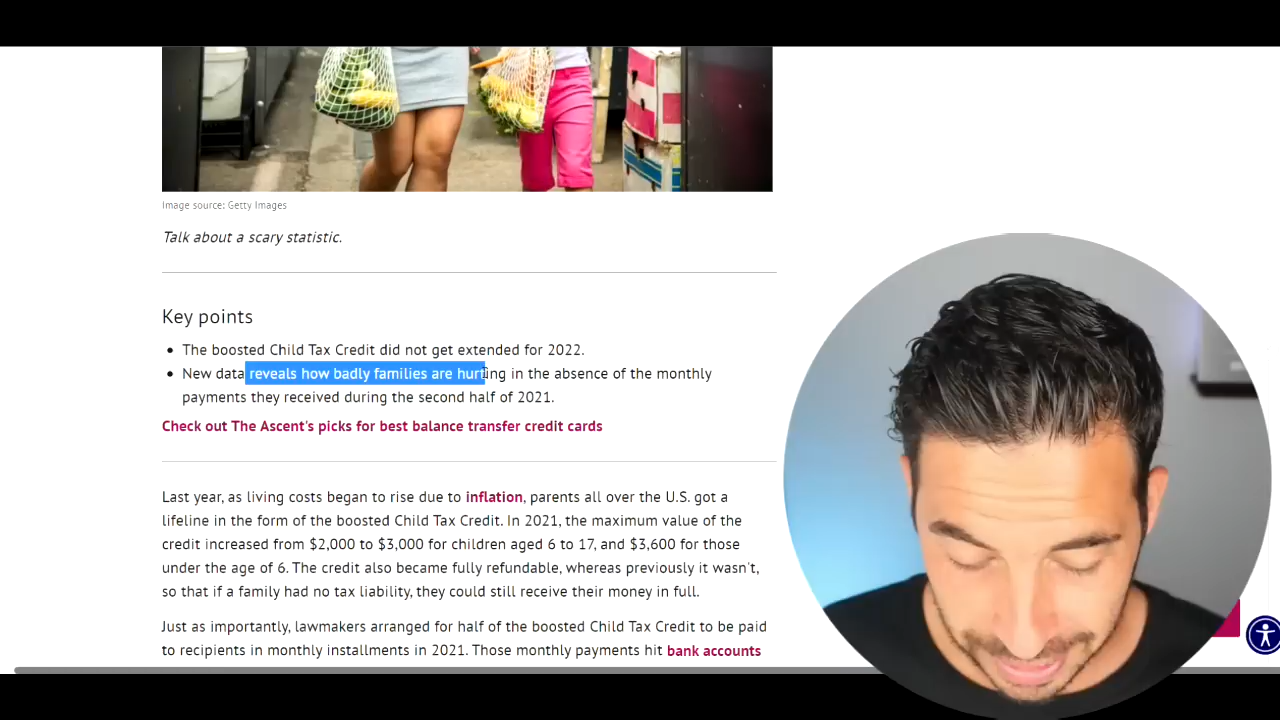 Image source: Getty Images
Talk about a scary statistic.
Key points
• The boosted Child Tax Credit did not get extended for 2022.
• New data reveals how badly families are hurting in the absence of the monthly
payments they received during the second half of 2021.
Check out The Ascent's picks for best balance transfer credit cards
Last year, as living costs began to rise due to inflation, parents all over the U.S. got a
lifeline in the form of the boosted Child Tax Credit. In 2021, the maximum value of the
credit increased from $2,000 to $3,000 for children aged 6 to 17, and $3,600 for those
under the age of 6. The credit also became fully refundable, whereas previously it wasn't,
so that if a family had no tax liability, they could still receive their money in full.
Just as importantly, lawmakers arranged for half of the boosted Child Tax Credit to be paid
to recipients in monthly installments in 2021. Those monthly payments hit bank accounts